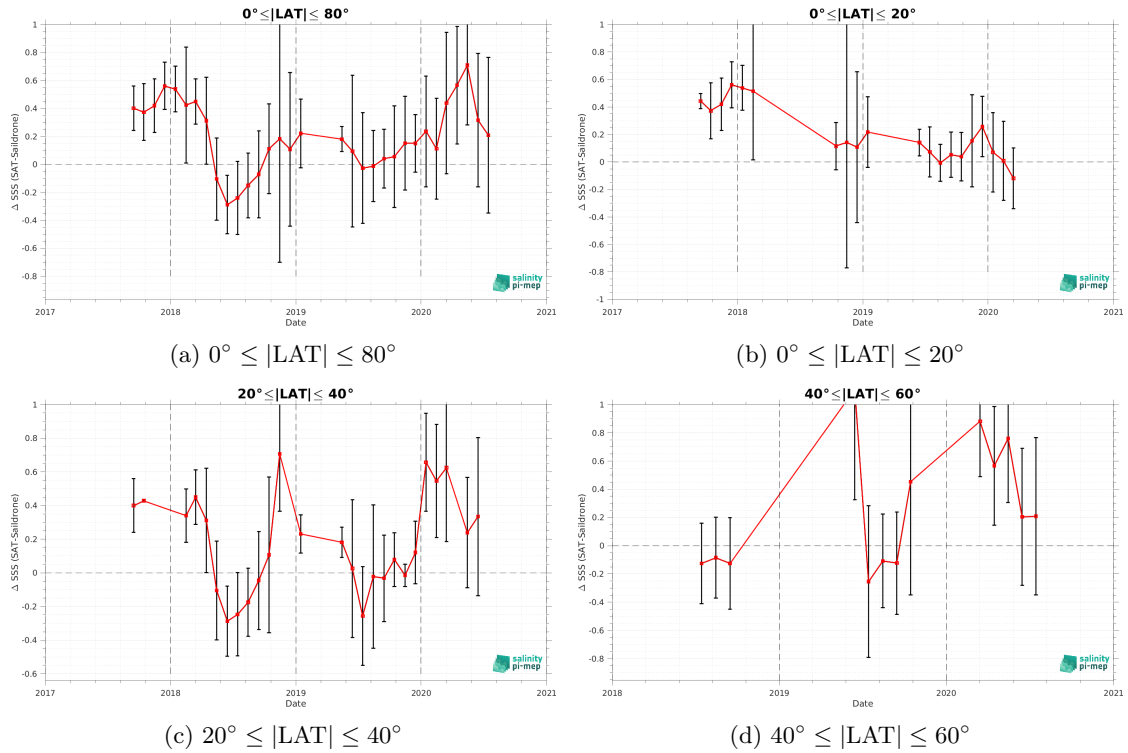 0°≤|LAT|≤ 80°
1
0.8
0.6
0.4
0.2
0
-0.2
-0.4
-0.6
-0.8
Δ SSS (SAT-Saildrone)
2017
2018
2019
2020
2021
Date
salinity
pi-mep
(a) 0° ≤ |LAT| ≤ 80°
0°≤|LAT|≤ 20°
1
0.8
0.6
0.4
0.2
0
-0.2
-0.4
-0.6
-0.8
-1
Δ SSS (SAT-Saildrone)
2017
2018
2019
2020
2021
Date
salinity
pi-mep
(b) 0° ≤ |LAT| ≤ 20°
20°≤|LAT|≤ 40°
1
0.8
0.6
0.4
0.2
0
-0.2
-0.4
-0.6
Δ SSS (SAT-Saildrone)
2017
2018
2019
2020
2021
Date
salinity
pi-mep
(c) 20° ≤ |LAT| ≤ 40°
40°≤|LAT|≤ 60°
1
0.8
0.6
0.4
0.2
0
-0.2
-0.4
-0.6
-0.8
Δ SSS (SAT-Saildrone)
2018
2019
2020
2021
Date
salinity
pi-mep
(d) 40° ≤ |LAT| ≤ 60°